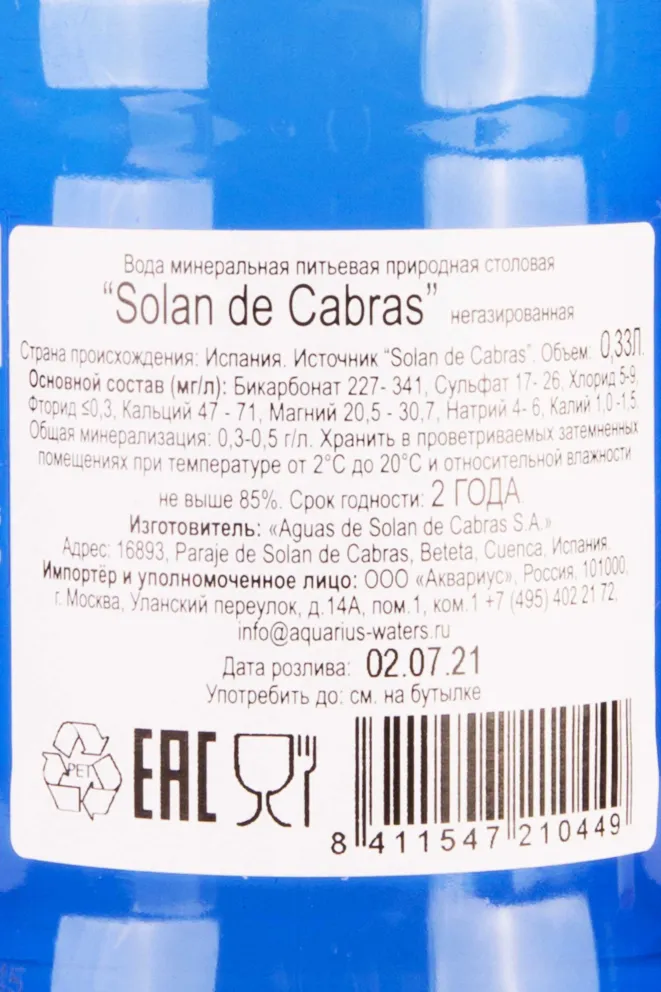 Вода минеральная питьевая природная столовая
“Solan de Cabras” негазированная
Страна происхождения: Испания. Источник “Solan de Cabras”. Объем: 0,33Л.
Основной состав (мг/л): Бикарбонат 227- 341, Сульфат 17- 26, Хлорид 5-9,
Фторид ≤0,3, Кальций 47 - 71, Магний 20,5 - 30,7, Натрий 4- 6, Калий 1,0 -1,5.
Общая минерализация: 0,3-0,5 г/л. Хранить в проветриваемых затемненных
помещениях при температуре от 2°С до 20°С и относительной влажности
не выше 85%. Срок годности: 2 ГОДА
Изготовитель: «Aguas de Solan de Cabras S.A.»
Адрес: 16893, Paraje de Solan de Cabras, Beteta, Cuenca, Испания.
Импортёр и уполномоченное лицо: ООО «Аквариус», Россия, 101000,
г. Москва, Уланский переулок, д.14А, пом.1, ком.1 +7 (495) 402 21 72,
info@aquarius-waters.ru
Дата розлива: 02.07.21
Употребить до: см. на бутылке
PET EAC
8 411547 210449